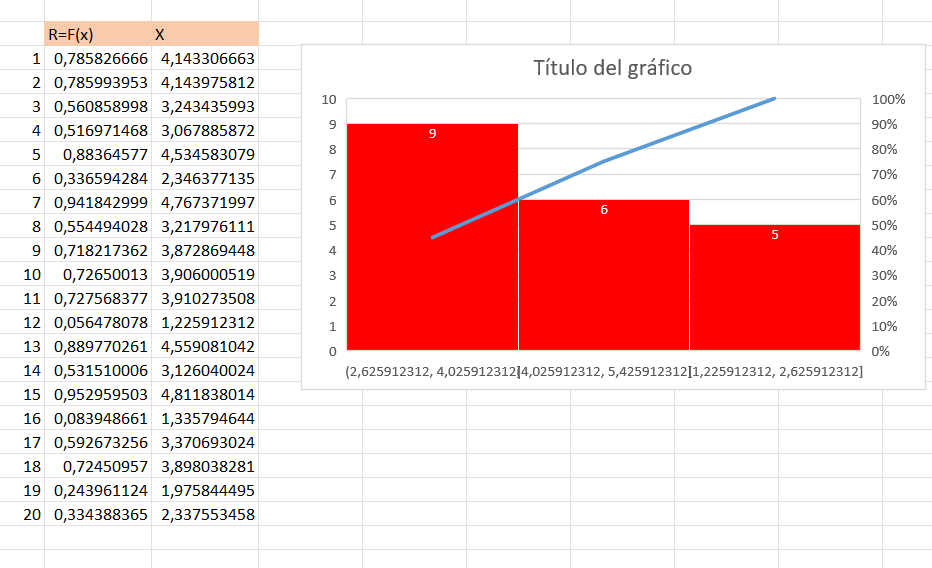 R=F(x) X
1 0,785826666 4,143306663
2 0,785993953 4,143975812
3 0,560858998 3,243435993
4 0,516971468 3,067885872
5 0,88364577 4,534583079
6 0,336594284 2,346377135
7 0,941842999 4,767371997
8 0,554494028 3,217976111
9 0,718217362 3,872869448
10 0,72650013 3,906000519
11 0,727568377 3,910273508
12 0,056478078 1,225912312
13 0,889770261 4,559081042
14 0,531510006 3,126040024
15 0,952959503 4,811838014
16 0,083948661 1,335794644
17 0,592673256 3,370693024
18 0,72450957 3,898038281
19 0,243961124 1,975844495
20 0,334388365 2,337553458
Título del gráfico
10 100%
9 90%
8 80%
7 70%
6 60%
5 50%
4 40%
3 30%
2 20%
1 10%
0 0%
9
6
5
(2,625912312, 4,025912312] (4,025912312, 5,425912312] [1,225912312, 2,625912312]